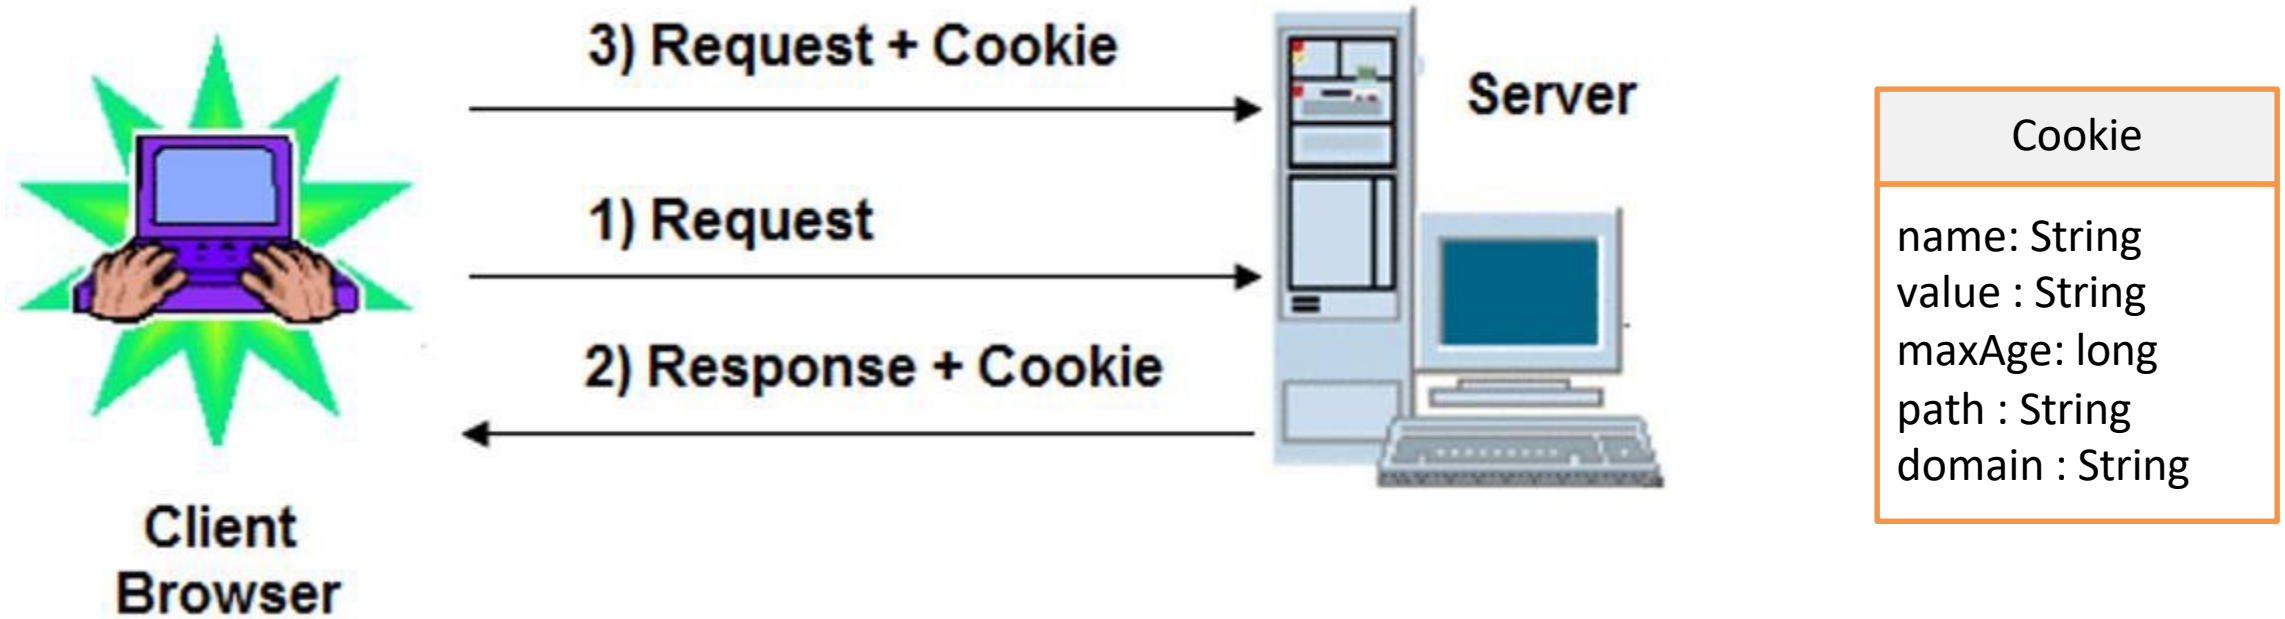 3) Request + Cookie
1) Request
2) Response + Cookie
Client
Browser
Server
Cookie
name: String
value : String
maxAge: long
path : String
domain : String